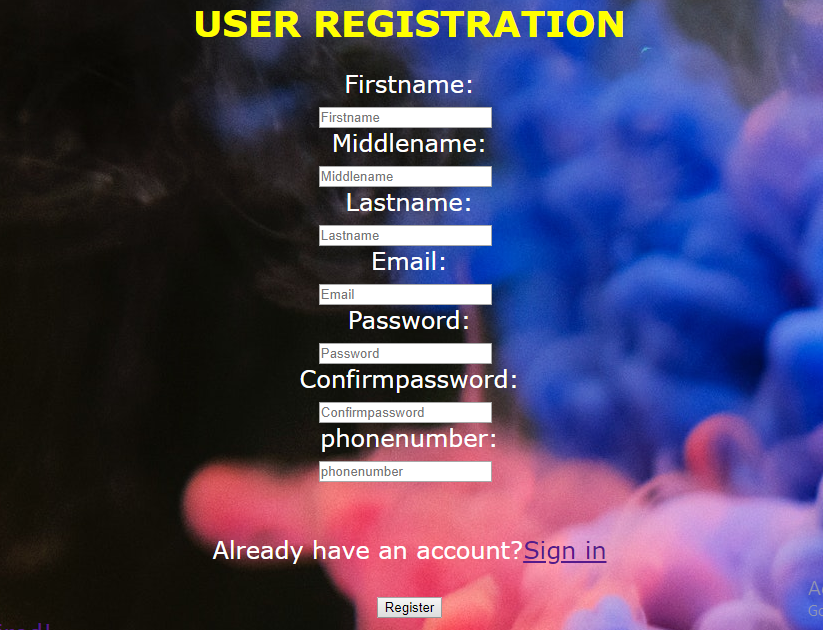 USER REGISTRATION
Firstname:
Firstname
Middlename:
Middlename
Lastname:
Lastname
Email:
Email
Password:
Password
Confirmpassword:
Confirmpassword
phonenumber:
phonenumber
Already have an account?Sign in
Register